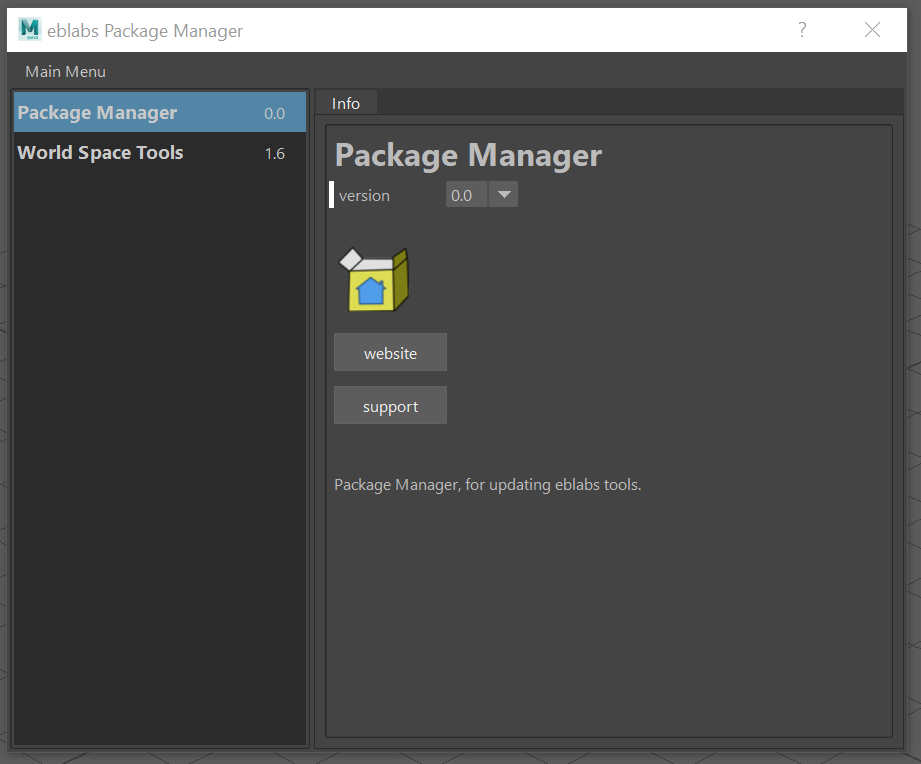 eblabs Package Manager
Main Menu
Package Manager 0.0
World Space Tools 1.6
Info
Package Manager
version 0.0
website
support
Package Manager, for updating eblabs tools.